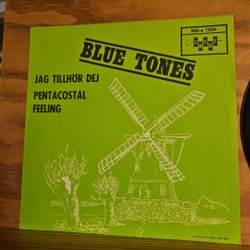 BLUE TONES
NH-s 1024
JAG TILLHÖR DEJ
PENTACOSTAL
FEELING